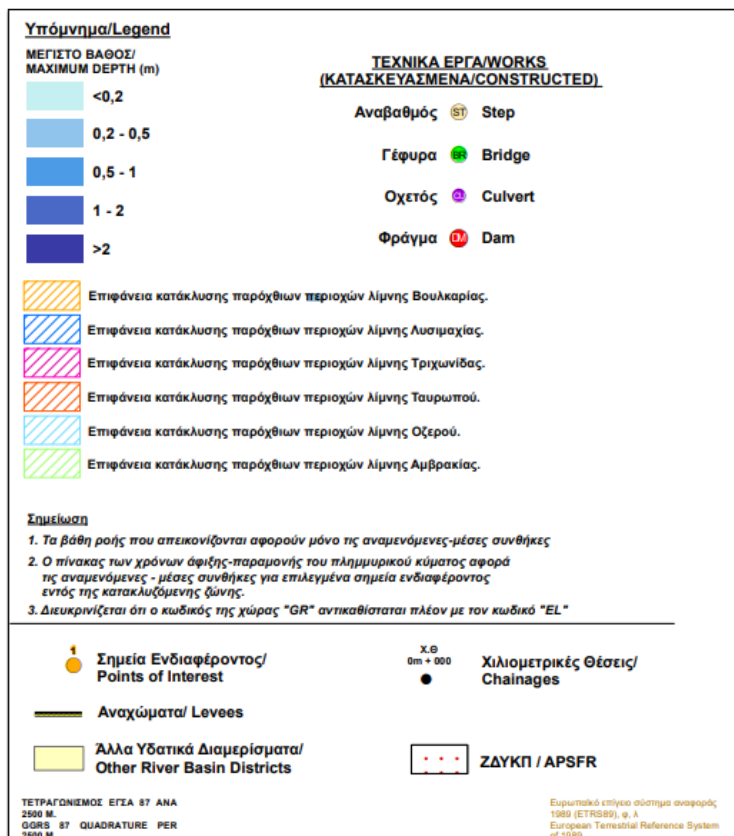 Υπόμνημα/Legend
ΜΕΓΙΣΤΟ ΒΑΘΟΣ/
MAXIMUM DEPTH (m)
<0,2
0,2 - 0,5
0,5 - 1
1 - 2
>2
ΤΕΧΝΙΚΑ ΕΡΓΑ/WORKS
(ΚΑΤΑΣΚΕΥΑΣΜΕΝΑ/CONSTRUCTED)
Αναβαθμός ST Step
Γέφυρα BR Bridge
Οχετός CU Culvert
Φράγμα DM Dam
Επιφάνεια κατάκλυσης παρόχθιων περιοχών λίμνης Βουλκαρίας.
Επιφάνεια κατάκλυσης παρόχθιων περιοχών λίμνης Λυσιμαχίας.
Επιφάνεια κατάκλυσης παρόχθιων περιοχών λίμνης Τριχωνίδας.
Επιφάνεια κατάκλυσης παρόχθιων περιοχών λίμνης Ταυρωπού.
Επιφάνεια κατάκλυσης παρόχθιων περιοχών λίμνης Οζερού.
Επιφάνεια κατάκλυσης παρόχθιων περιοχών λίμνης Αμβρακίας.
Σημείωση
1. Τα βάθη ροής που απεικονίζονται αφορούν μόνο τις αναμενόμενες-μέσες συνθήκες
2. Ο πίνακας των χρόνων άφιξης-παραμονής του πλημμυρικού κύματος αφορά
τις αναμενόμενες - μέσες συνθήκες για επιλεγμένα σημεία ενδιαφέροντος
εντός της κατακλυζόμενης ζώνης.
3. Διευκρινίζεται ότι ο κωδικός της χώρας "GR" αντικαθίσταται πλέον με τον κωδικό "EL"
1
Σημεία Ενδιαφέροντος/
Points of Interest
Χ.Θ
0m + 000
Χιλιομετρικές Θέσεις/
Chainages
Αναχώματα/ Levees
Άλλα Υδατικά Διαμερίσματα/
Other River Basin Districts
ΖΔΥΚΠ / APSFR
ΤΕΤΡΑΓΩΝΙΣΜΟΣ ΕΓΣΑ 87 ΑΝΑ
2500 Μ.
GGRS 87 QUADRATURE PER
2500 M.
Ευρωπαϊκό επίγειο σύστημα αναφοράς
1989 (ETRS89), φ, λ
European Terrestrial Reference System
of 1989